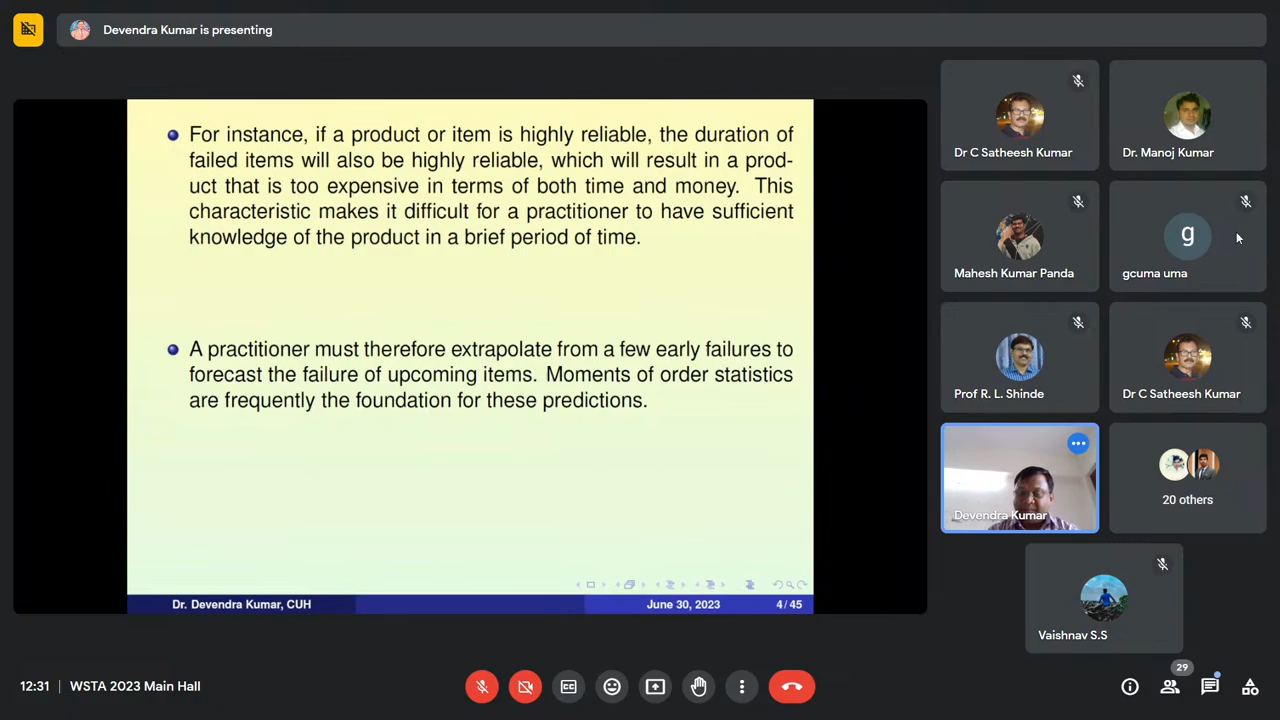 Devendra Kumar is presenting
For instance, if a product or item is highly reliable, the duration of
failed items will also be highly reliable, which will result in a prod-
uct that is too expensive in terms of both time and money. This
characteristic makes it difficult for a practitioner to have sufficient
knowledge of the product in a brief period of time.
A practitioner must therefore extrapolate from a few early failures to
forecast the failure of upcoming items. Moments of order statistics
are frequently the foundation for these predictions.
Dr. Devendra Kumar, CUH
June 30, 2023
4 / 45
Dr C Satheesh Kumar
Dr. Manoj Kumar
Mahesh Kumar Panda
g
gcuma uma
Prof R. L. Shinde
Dr C Satheesh Kumar
Devendra Kumar
20 others
Vaishnav S.S
12:31 | WSTA 2023 Main Hall
29